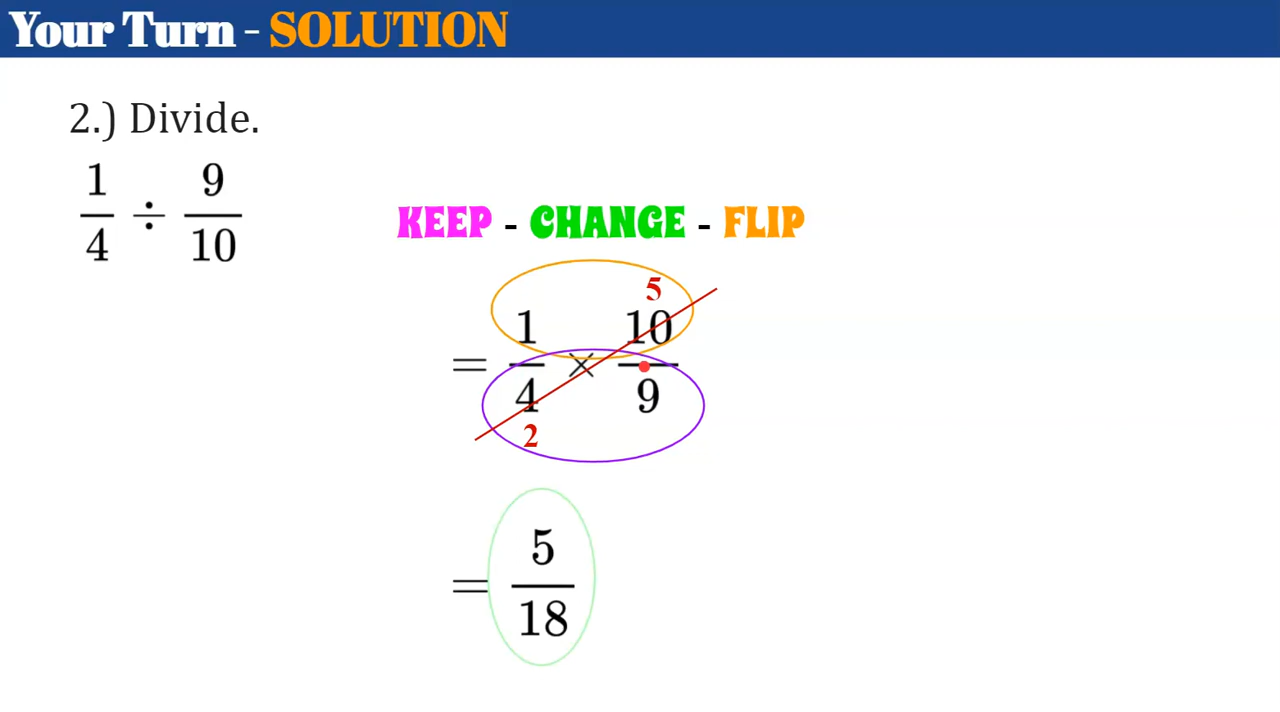 Your Turn - SOLUTION
2.) Divide.
1/4 ÷ 9/10
KEEP - CHANGE - FLIP
5
= 1/4 × 10/9
2
= 5/18